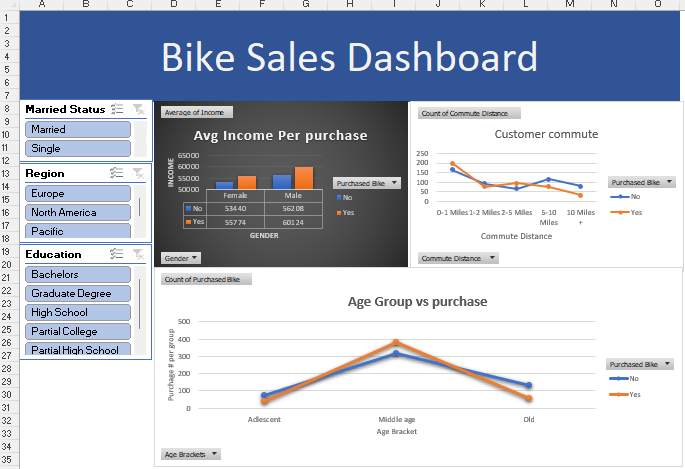 A B C D E F G H I J K L M N O
1
2
3
4
5
6
7
8
9
10
11
12
13
14
15
16
17
18
19
20
21
22
23
24
25
26
27
28
29
30
31
32
33
34
35
Bike Sales Dashboard
Married Status
Married
Single
Region
Europe
North America
Pacific
Education
Bachelors
Graduate Degree
High School
Partial College
Partial High School
Average of Income
Avg Income Per purchase
INCOME
65000
60000
55000
50000
Female Male
No 53440 56208
Yes 55774 60124
GENDER
Purchased Bike
No
Yes
Gender
Count of Commute Distance
Customer commute
250
200
150
100
50
0
0-1 Miles 1-2 Miles 2-5 Miles 5-10 Miles 10 Miles +
Commute Distance
Purchased Bike
No
Yes
Commute Distance
Count of Purchased Bike
Age Group vs purchase
Purchage # per group
500
400
300
200
100
0
Adlescent Middle age Old
Age Bracket
Purchased Bike
No
Yes
Age Brackets